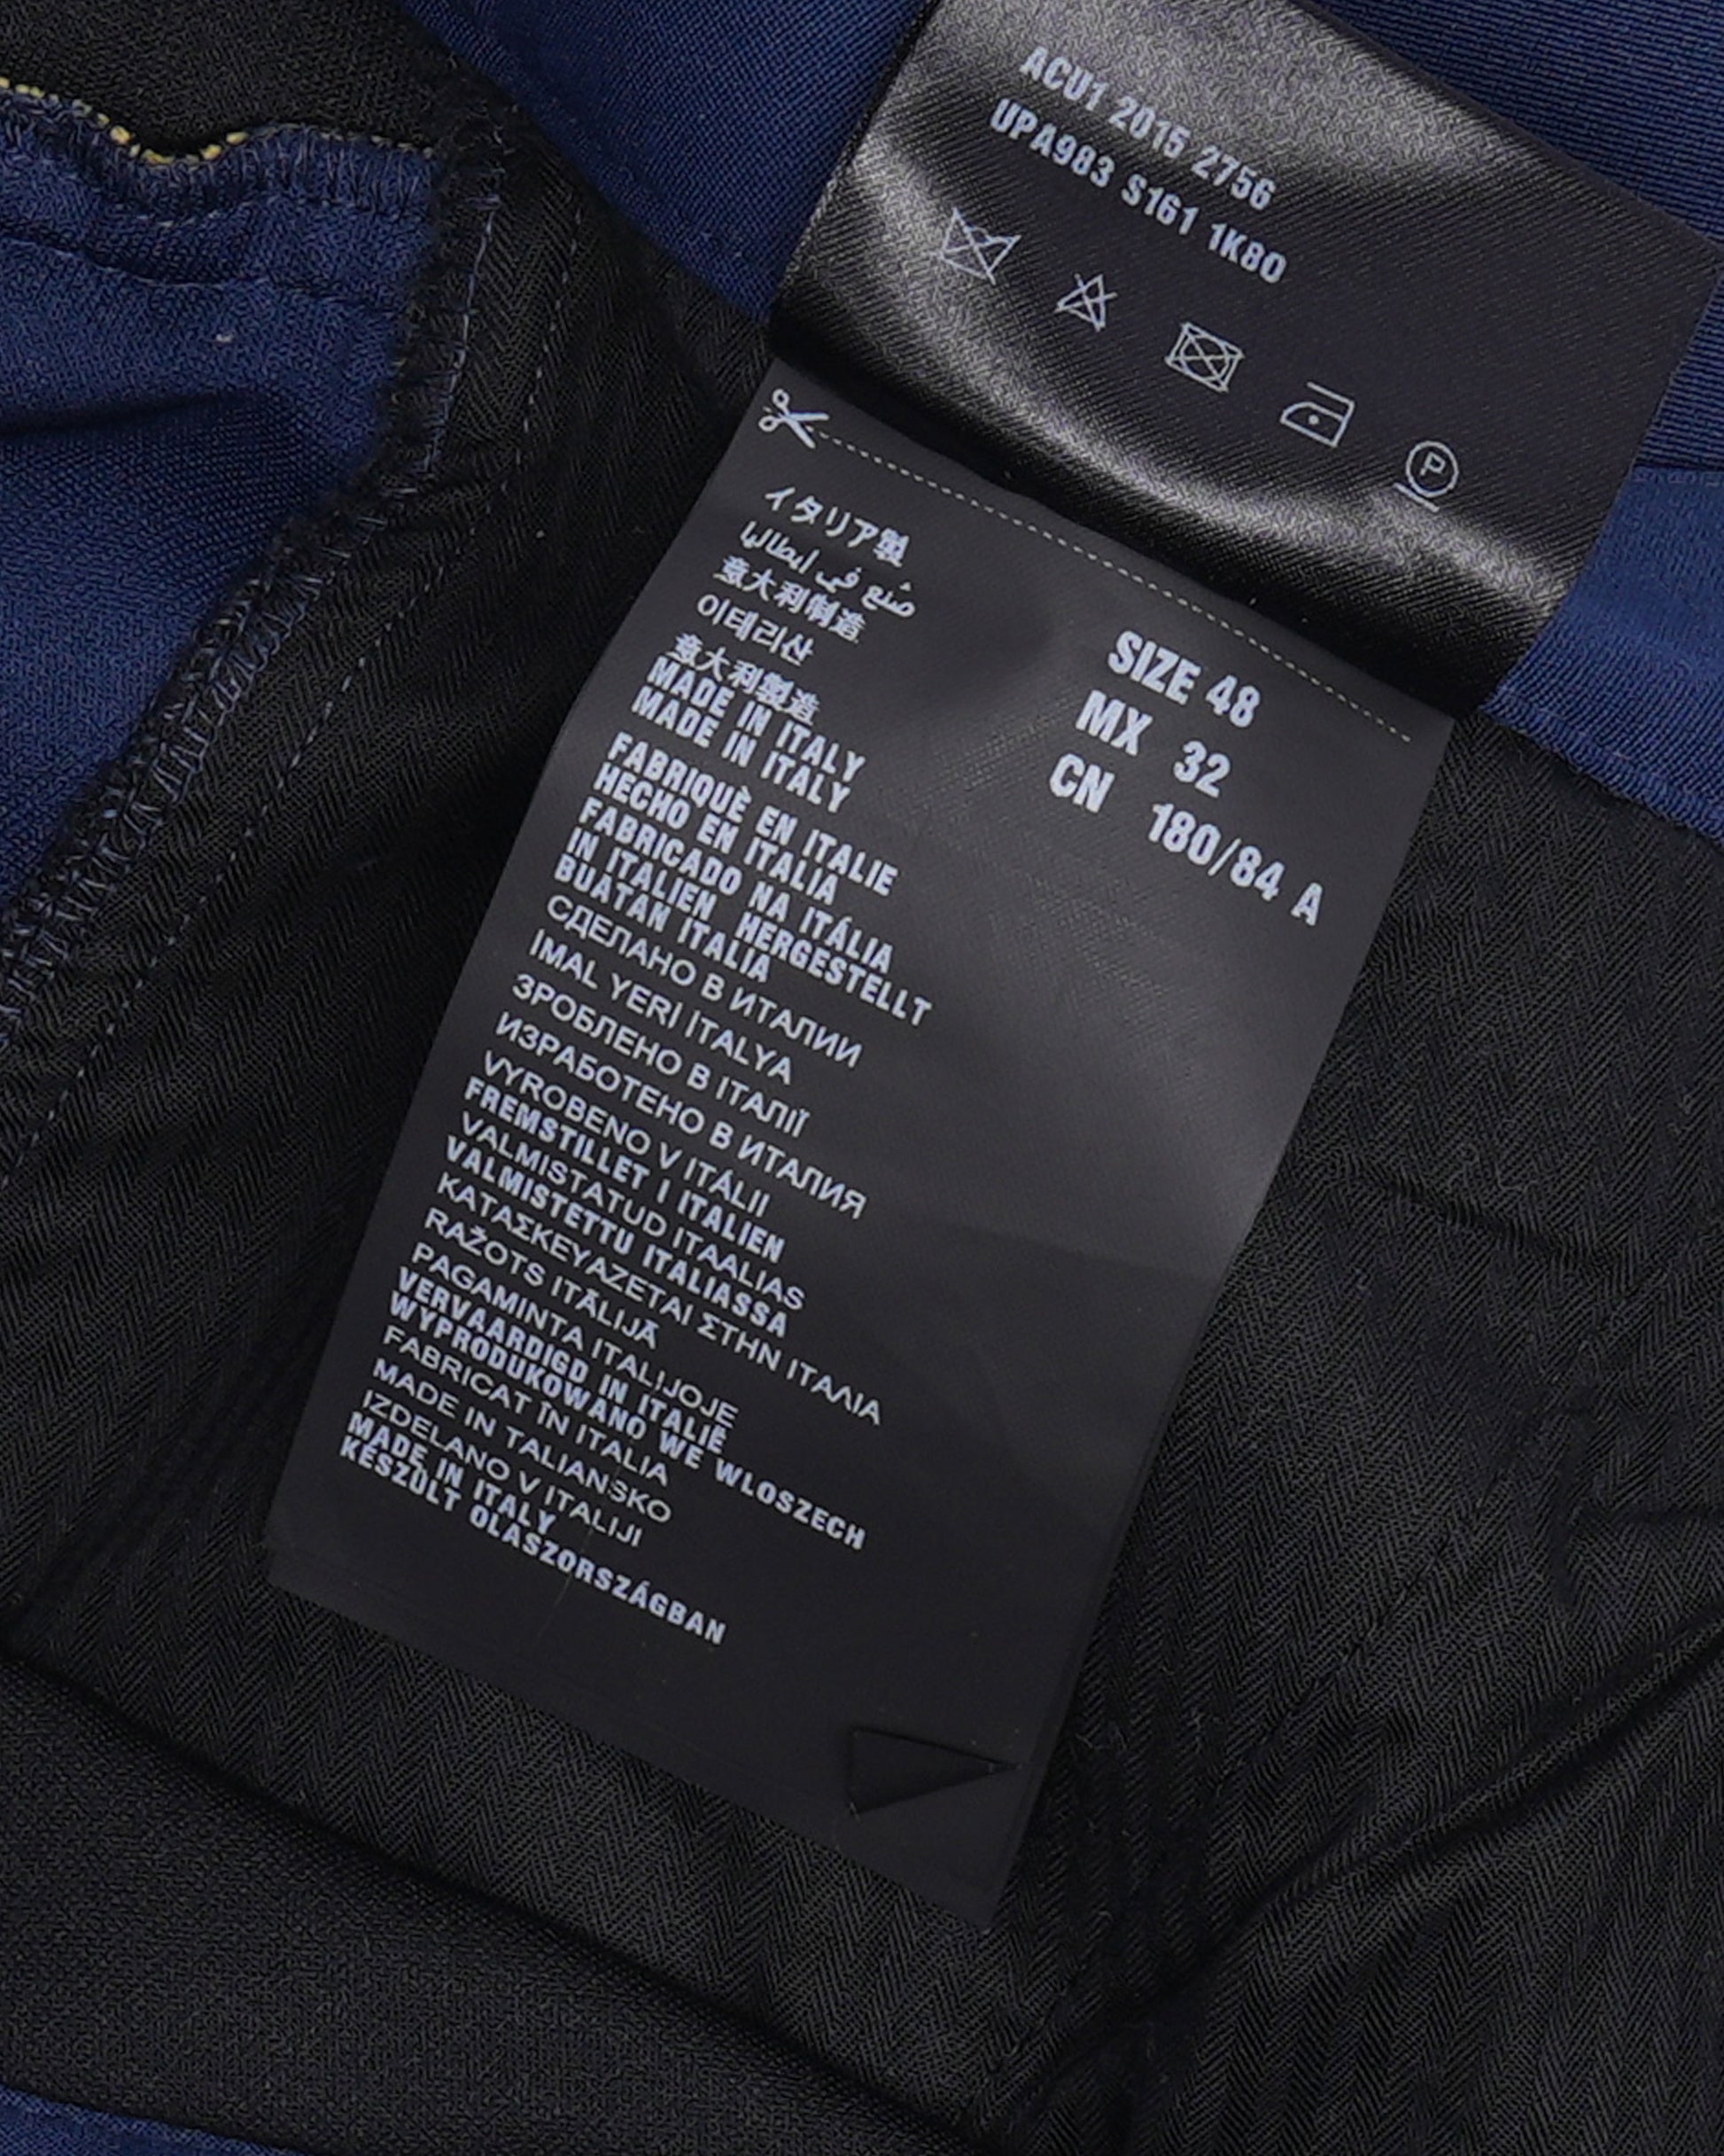 ACU1 2015 2756
UPA983 S161 1K80
P
イタリア製
صنع في إيطاليا
意大利制造
이테리산
意大利製造
MADE IN ITALY
MADE IN ITALY
FABRIQUÈ EN ITALIE
HECHO EN ITALIA
FABRICADO NA ITÁLIA
IN ITALIEN HERGESTELLT
BUATAN ITALIA
СДЕЛАНО В ИТАЛИИ
IMAL YERİ İTALYA
ЗРОБЛЕНО В ІТАЛІЇ
ИЗРАБОТЕНО В ИТАЛИЯ
VYROBENO V ITÁLII
FREMSTILLET I ITALIEN
VALMISTATUD ITAALIAS
VALMISTETTU ITALIASSA
ΚΑΤΑΣΚΕΥΑΖΕΤΑΙ ΣΤΗΝ ΙΤΑΛΙΑ
RAŽOTS ITĀLIJĀ
PAGAMINTA ITALIJOJE
VERVAARDIGD IN ITALIË
WYPRODUKOWANO WE WLOSZECH
FABRICAT ÎN ITALIA
MADE IN TALIANSKO
IZDELANO V ITALIJI
MADE IN ITALY
KÉSZÜLT OLASZORSZÁGBAN
SIZE 48
MX 32
CN 180/84 A